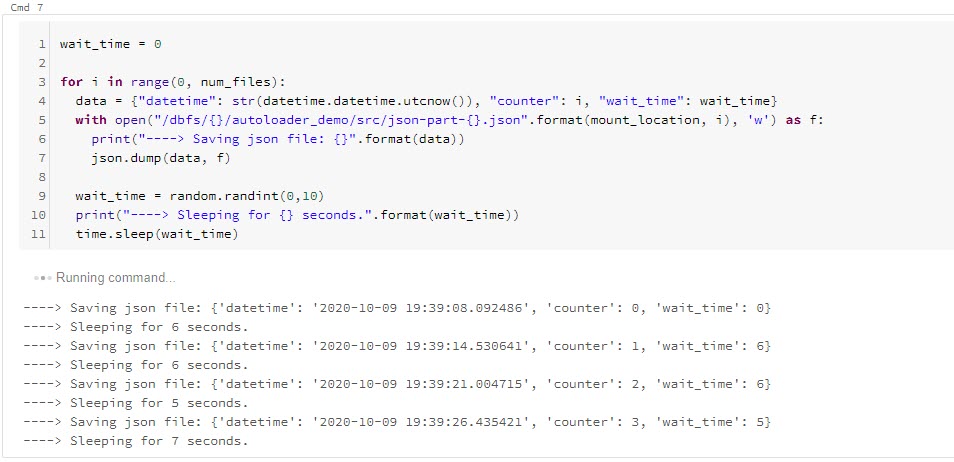 Cmd 7
1 wait_time = 0
2
3 for i in range(0, num_files):
4   data = {"datetime": str(datetime.datetime.utcnow()), "counter": i, "wait_time": wait_time}
5   with open("/dbfs/{}/autoloader_demo/src/json-part-{}.json".format(mount_location, i), 'w') as f:
6     print("----> Saving json file: {}".format(data))
7     json.dump(data, f)
8
9   wait_time = random.randint(0,10)
10   print("----> Sleeping for {} seconds.".format(wait_time))
11   time.sleep(wait_time)
Running command...
----> Saving json file: {'datetime': '2020-10-09 19:39:08.092486', 'counter': 0, 'wait_time': 0}
----> Sleeping for 6 seconds.
----> Saving json file: {'datetime': '2020-10-09 19:39:14.530641', 'counter': 1, 'wait_time': 6}
----> Sleeping for 6 seconds.
----> Saving json file: {'datetime': '2020-10-09 19:39:21.004715', 'counter': 2, 'wait_time': 6}
----> Sleeping for 5 seconds.
----> Saving json file: {'datetime': '2020-10-09 19:39:26.435421', 'counter': 3, 'wait_time': 5}
----> Sleeping for 7 seconds.